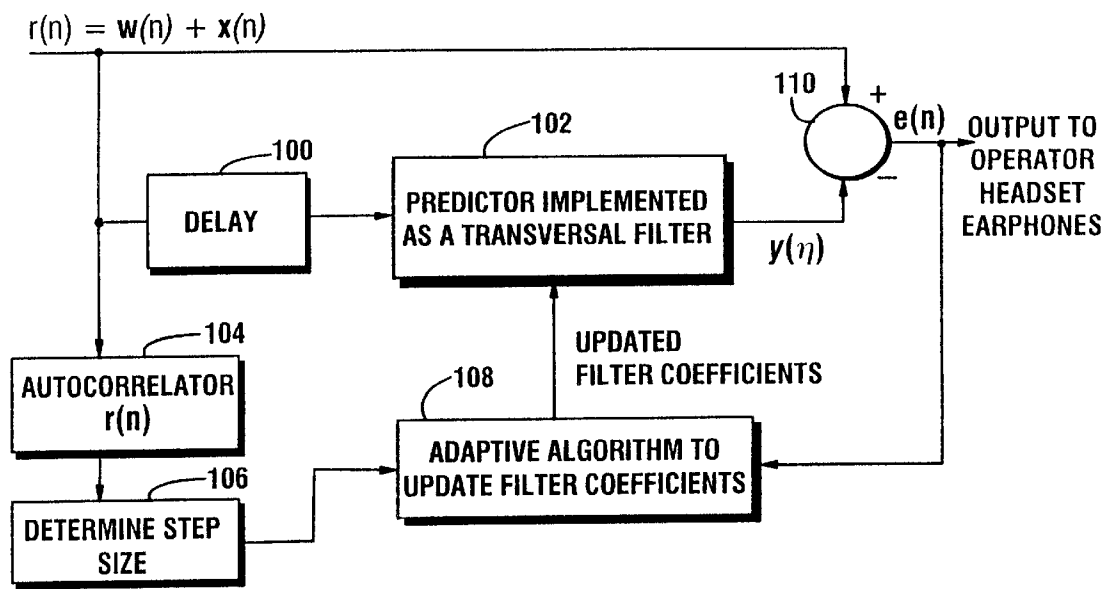 r(n) = w(n) + x(n)
110
+
e(n)
−
OUTPUT TO
OPERATOR
HEADSET
EARPHONES
100
DELAY
102
PREDICTOR IMPLEMENTED
AS A TRANSVERSAL FILTER
y(η)
104
AUTOCORRELATOR
r(n)
UPDATED
FILTER COEFFICIENTS
108
ADAPTIVE ALGORITHM TO
UPDATE FILTER COEFFICIENTS
106
DETERMINE STEP
SIZE